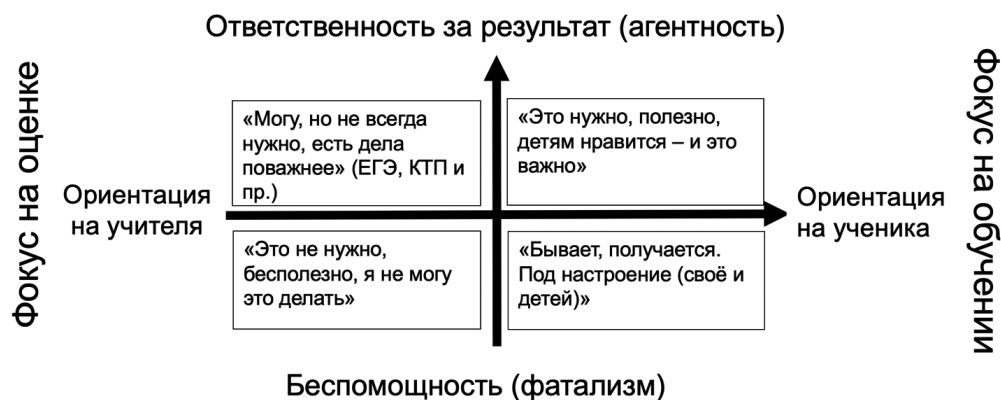 Ответственность за результат (агентность)
Фокус на оценке
Фокус на обучении
«Могу, но не всегда
нужно, есть дела
поважнее» (ЕГЭ, КТП и
пр.)
«Это нужно, полезно,
детям нравится – и это
важно»
Ориентация
на учителя
Ориентация
на ученика
«Это не нужно,
бесполезно, я не могу
это делать»
«Бывает, получается.
Под настроение (своё и
детей)»
Беспомощность (фатализм)